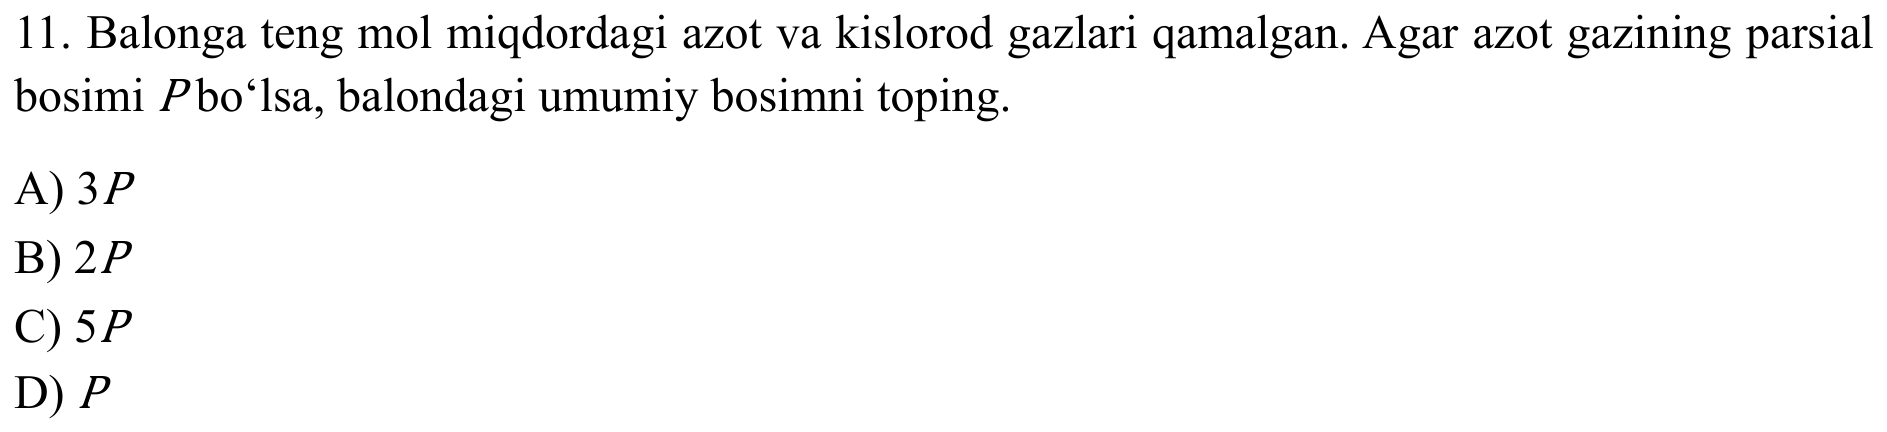 11. Balonga teng mol miqdordagi azot va kislorod gazlari qamalgan. Agar azot gazining parsial
bosimi P bo‘lsa, balondagi umumiy bosimni toping.
A) 3P
B) 2P
C) 5P
D) P